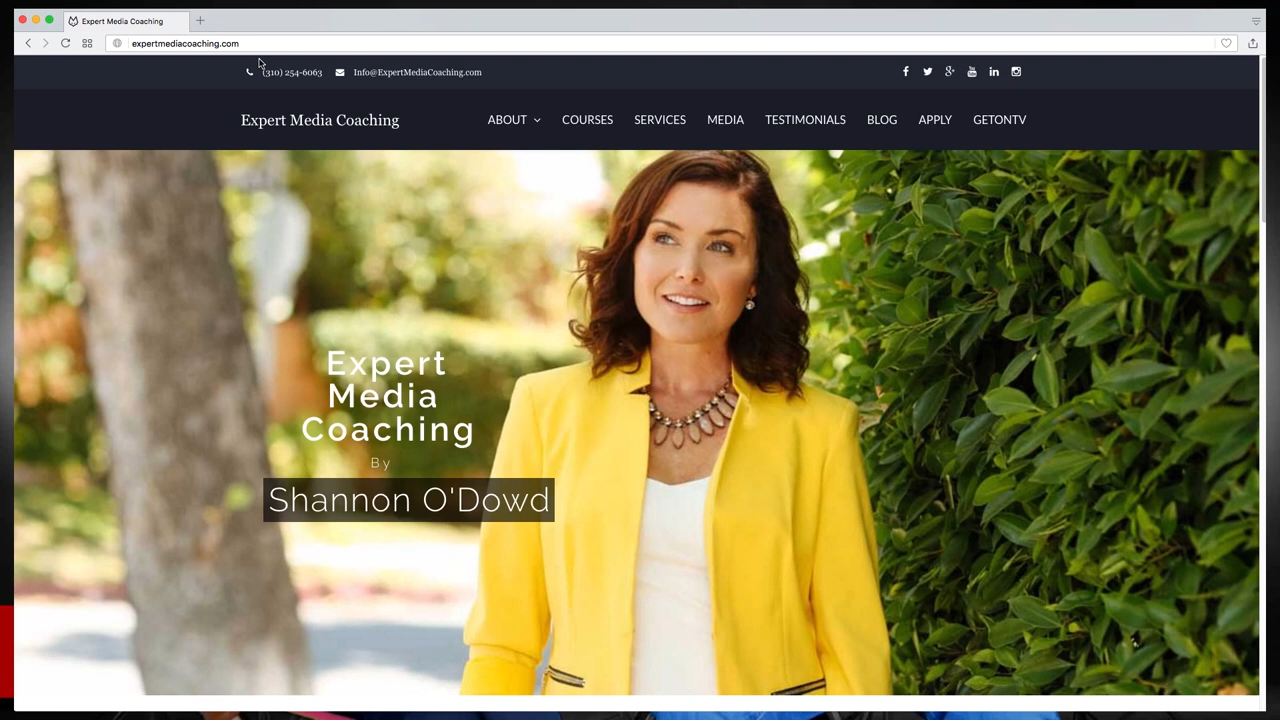 Expert Media Coaching
expertmediacoaching.com
(310) 254-6063 Info@ExpertMediaCoaching.com
Expert Media Coaching
ABOUT COURSES SERVICES MEDIA TESTIMONIALS BLOG APPLY GETONTV
Expert
Media
Coaching
By
Shannon O'Dowd